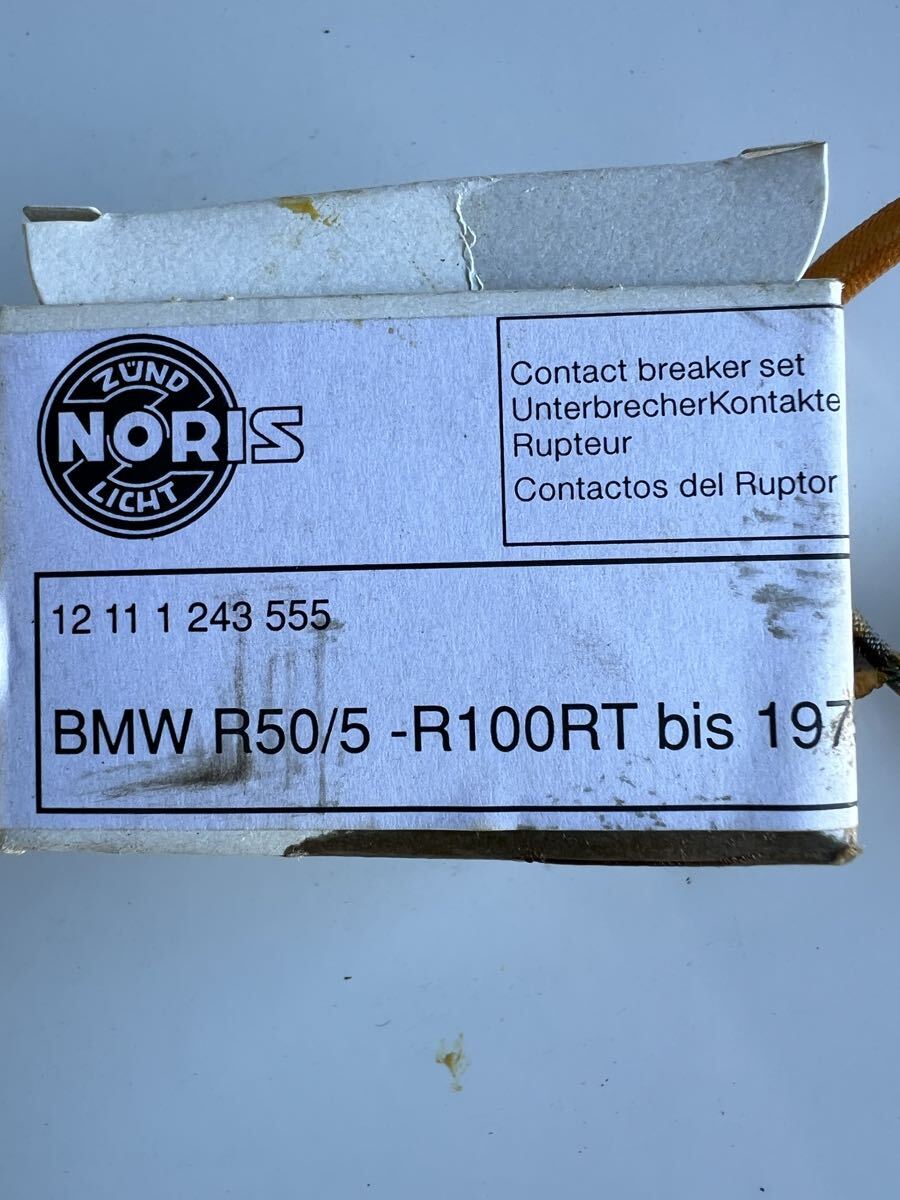 ZÜND
NORIS
LICHT
Contact breaker set
UnterbrecherKontakte
Rupteur
Contactos del Ruptor
12 11 1 243 555
BMW R50/5 -R100RT bis 197